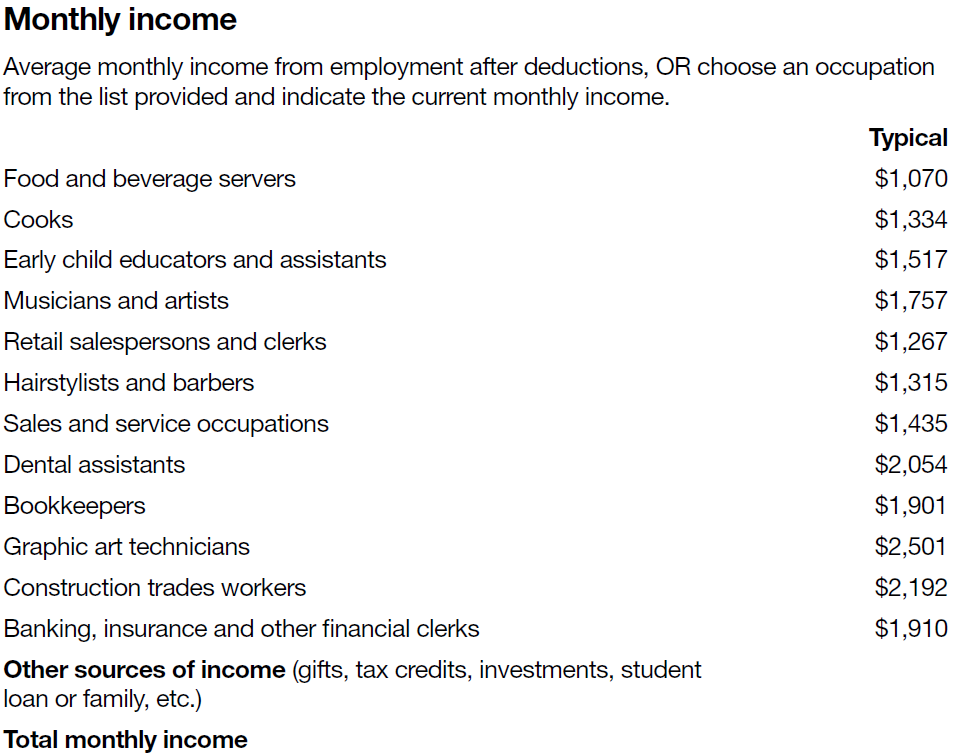 Monthly income
Average monthly income from employment after deductions, OR choose an occupation
from the list provided and indicate the current monthly income.
Typical
Food and beverage servers $1,070
Cooks $1,334
Early child educators and assistants $1,517
Musicians and artists $1,757
Retail salespersons and clerks $1,267
Hairstylists and barbers $1,315
Sales and service occupations $1,435
Dental assistants $2,054
Bookkeepers $1,901
Graphic art technicians $2,501
Construction trades workers $2,192
Banking, insurance and other financial clerks $1,910
Other sources of income (gifts, tax credits, investments, student
loan or family, etc.)
Total monthly income